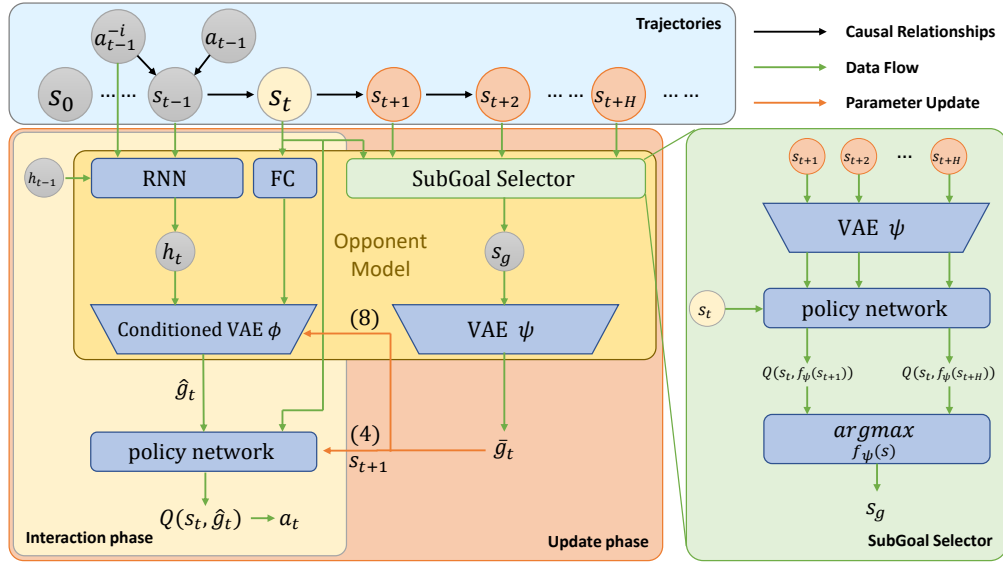 Trajectories
a_{t-1}^{-i}
a_{t-1}
s_0
... ...
s_{t-1}
s_t
s_{t+1}
s_{t+2}
... ...
s_{t+H}
... ...
Causal Relationships
Data Flow
Parameter Update
h_{t-1}
RNN
FC
SubGoal Selector
h_t
Opponent
Model
s_g
Conditioned VAE ϕ
(8)
VAE ψ
ĝ_t
policy network
(4)
s_{t+1}
ḡ_t
Q(s_t, ĝ_t)
a_t
Interaction phase
Update phase
s_{t+1}
s_{t+2}
...
s_{t+H}
VAE ψ
s_t
policy network
Q(s_t, f_ψ(s_{t+1}))
Q(s_t, f_ψ(s_{t+H}))
argmax
f_ψ(s)
s_g
SubGoal Selector